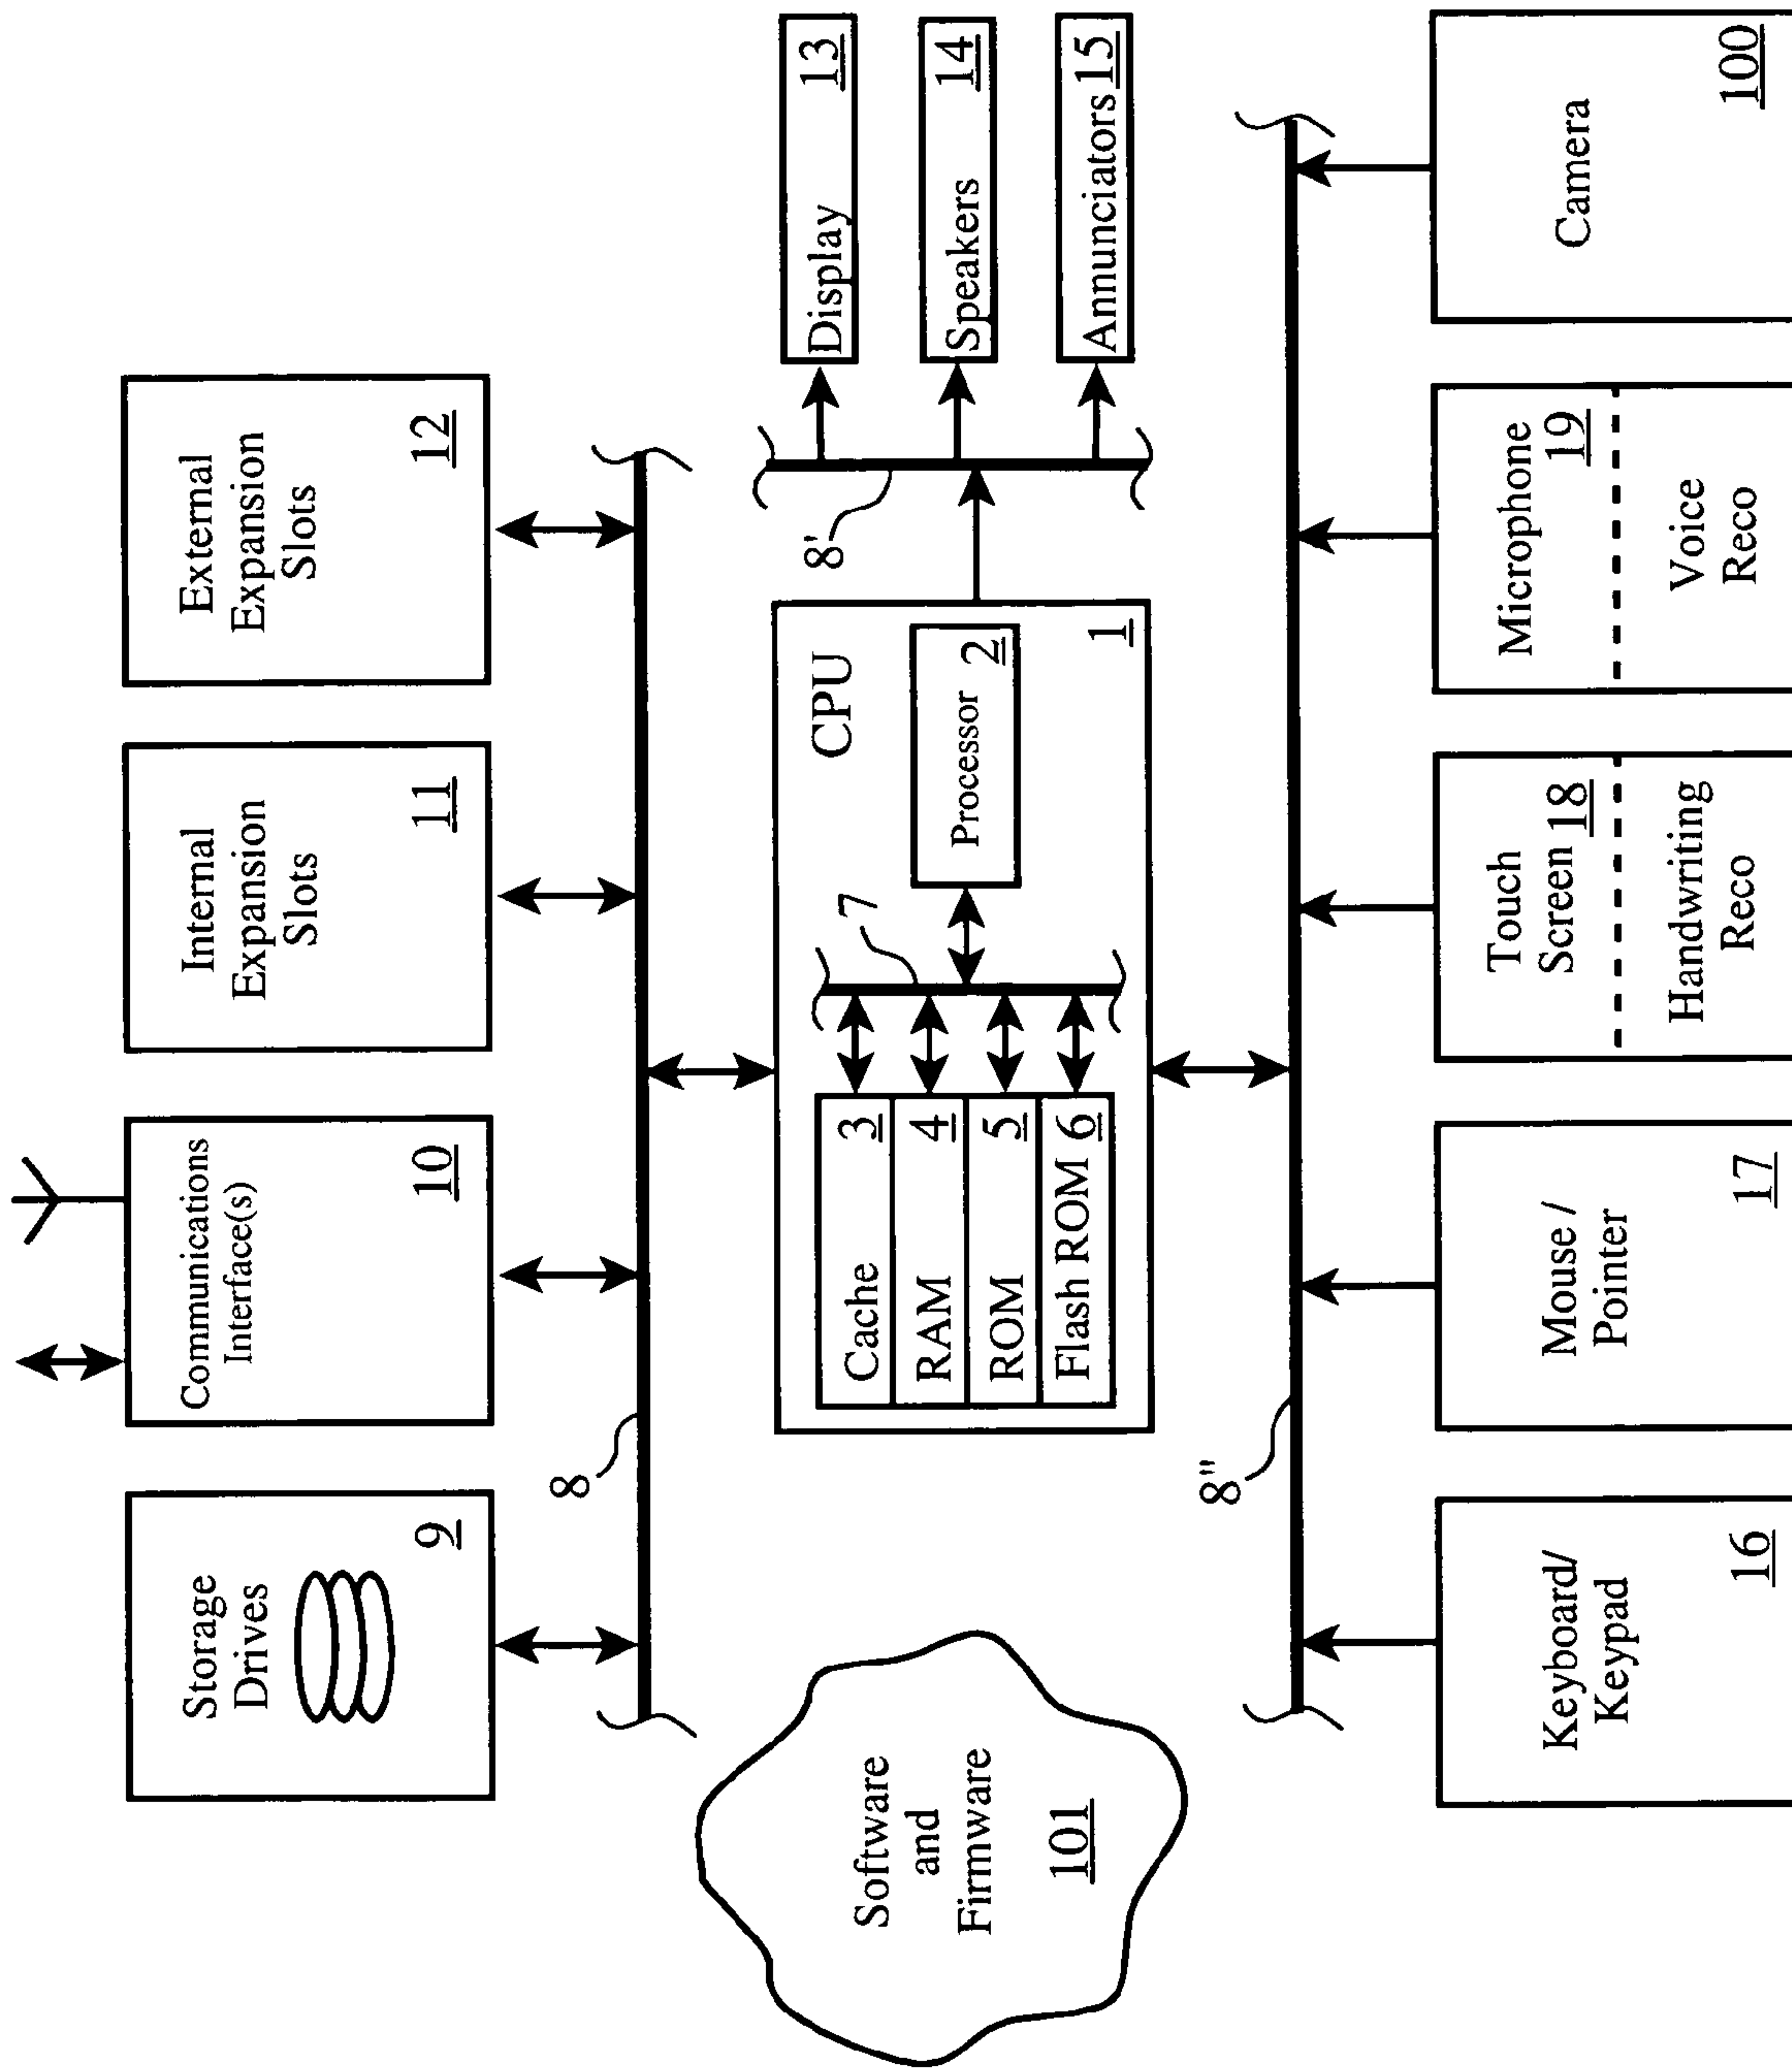 Storage
Drives
9
Communications
Interface(s)
10
Internal
Expansion
Slots
11
External
Expansion
Slots
12
8
CPU
Cache 3
RAM 4
ROM 5
Flash ROM 6
7
Processor 2
1
8'
Display 13
Speakers 14
Annunciators 15
Software
and
Firmware
101
8"
Keyboard/
Keypad
16
Mouse /
Pointer
17
Touch
Screen 18
Handwriting
Reco
Microphone
19
Voice
Reco
Camera
100